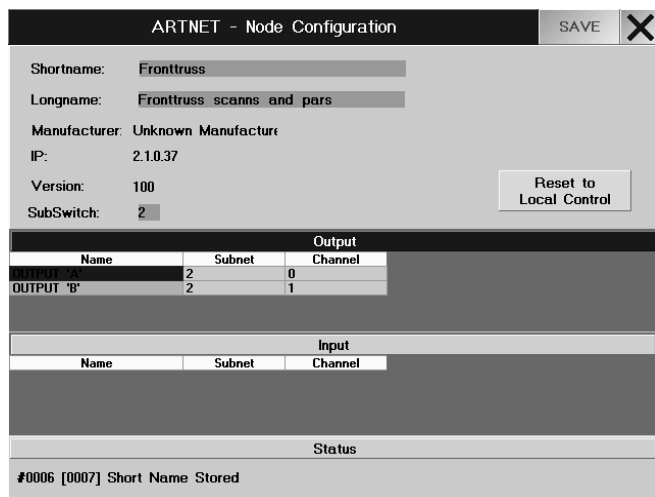 ARTNET - Node Configuration SAVE
Shortname: Fronttruss
Longname: Fronttruss scanns and pars
Manufacturer: Unknown Manufacture
IP: 2.1.0.37
Version: 100
Reset to
Local Control
SubSwitch: 2
Output
Name Subnet Channel
OUTPUT 'A' 2 0
OUTPUT 'B' 2 1
Input
Name Subnet Channel
Status
#0006 [0007] Short Name Stored